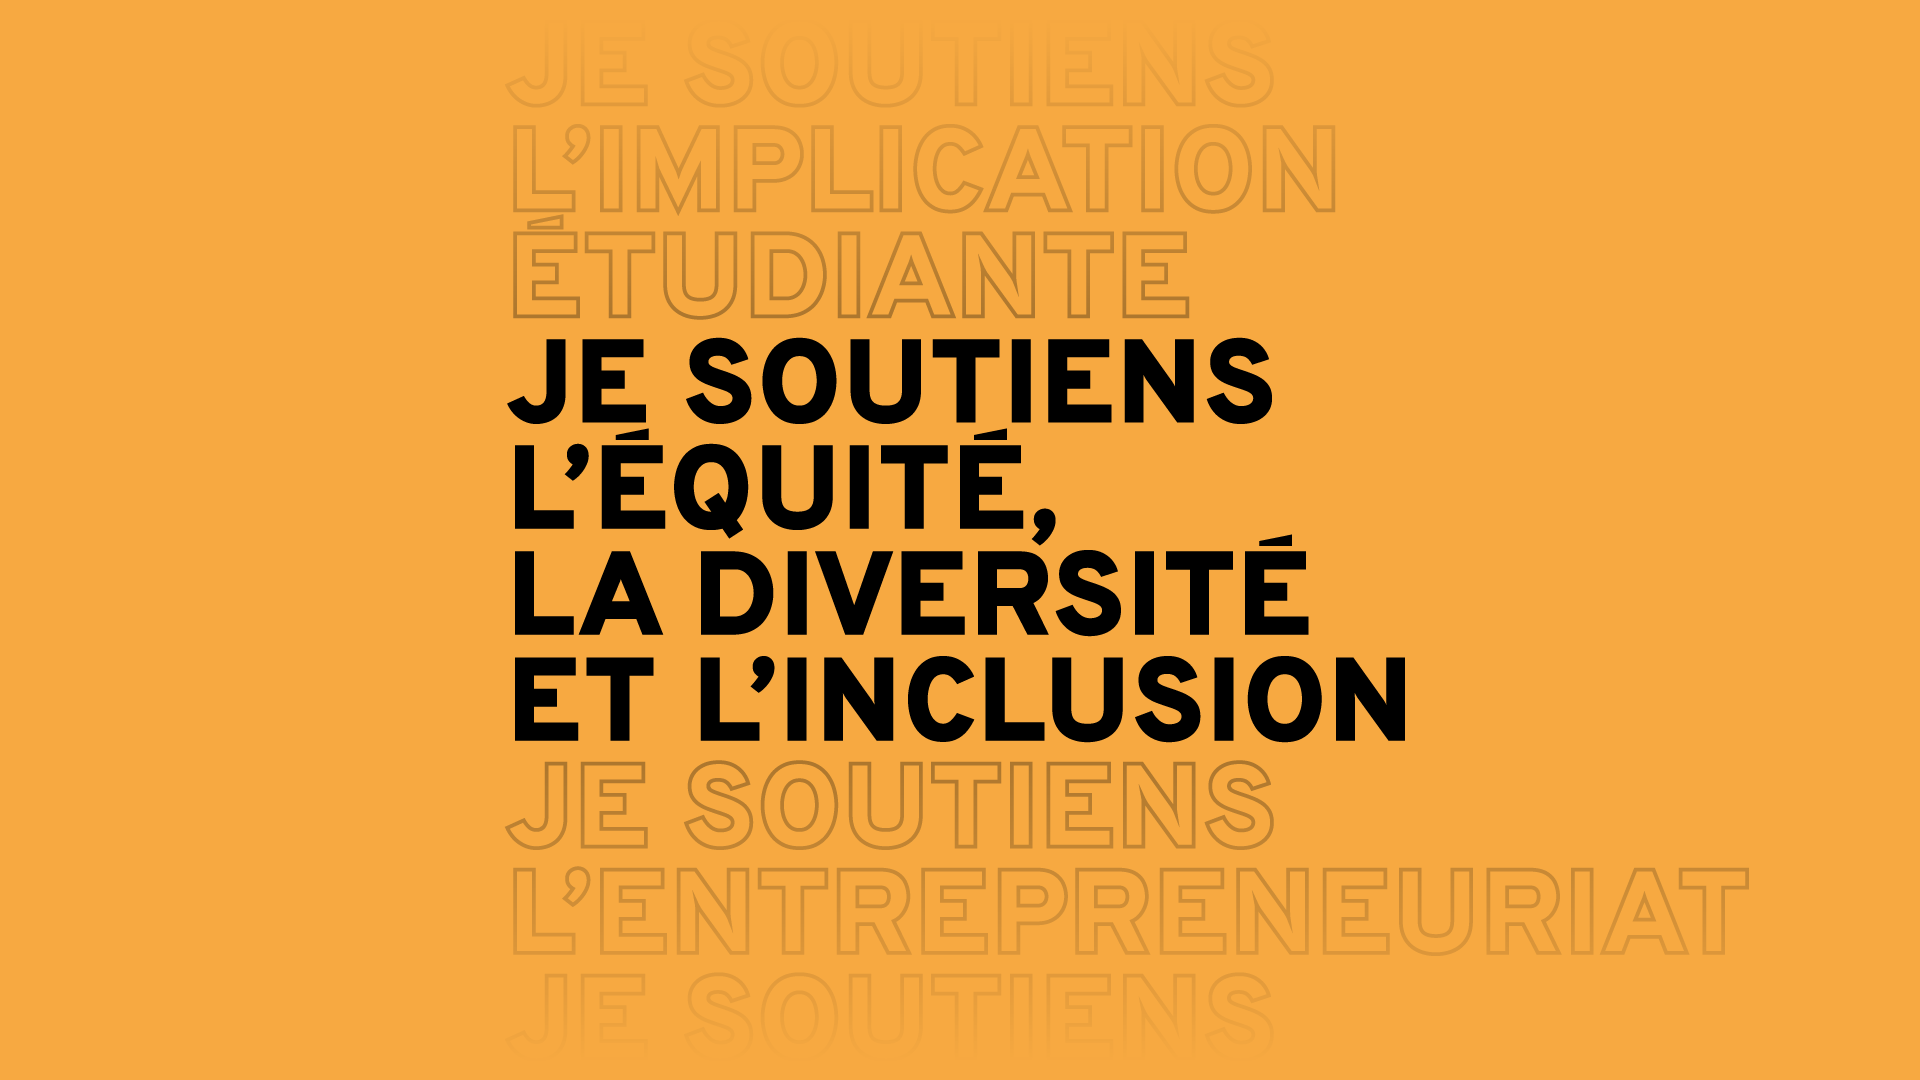 JE SOUTIENS
L’IMPLICATION
ÉTUDIANTE
JE SOUTIENS
L’ÉQUITÉ,
LA DIVERSITÉ
ET L’INCLUSION
JE SOUTIENS
L’ENTREPRENEURIAT
JE SOUTIENS